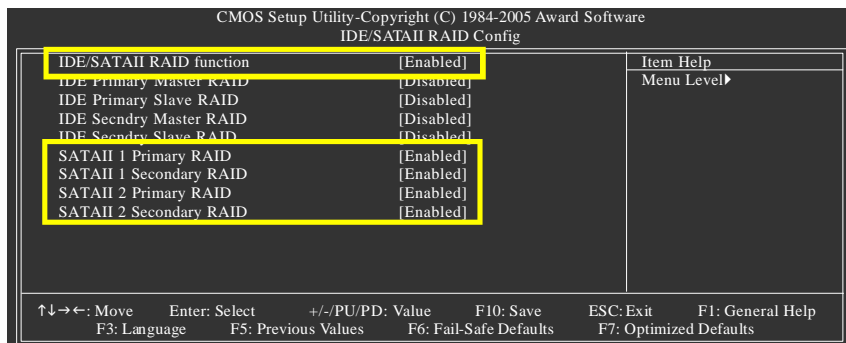 CMOS Setup Utility-Copyright (C) 1984-2005 Award Software
IDE/SATAII RAID Config
IDE/SATAII RAID function [Enabled] Item Help
IDE Primary Master RAID [Disabled] Menu Level▶
IDE Primary Slave RAID [Disabled]
IDE Secndry Master RAID [Disabled]
IDE Secndry Slave RAID [Disabled]
SATAII 1 Primary RAID [Enabled]
SATAII 1 Secondary RAID [Enabled]
SATAII 2 Primary RAID [Enabled]
SATAII 2 Secondary RAID [Enabled]
↑↓→←: Move Enter: Select +/-/PU/PD: Value F10: Save ESC: Exit F1: General Help
F3: Language F5: Previous Values F6: Fail-Safe Defaults F7: Optimized Defaults